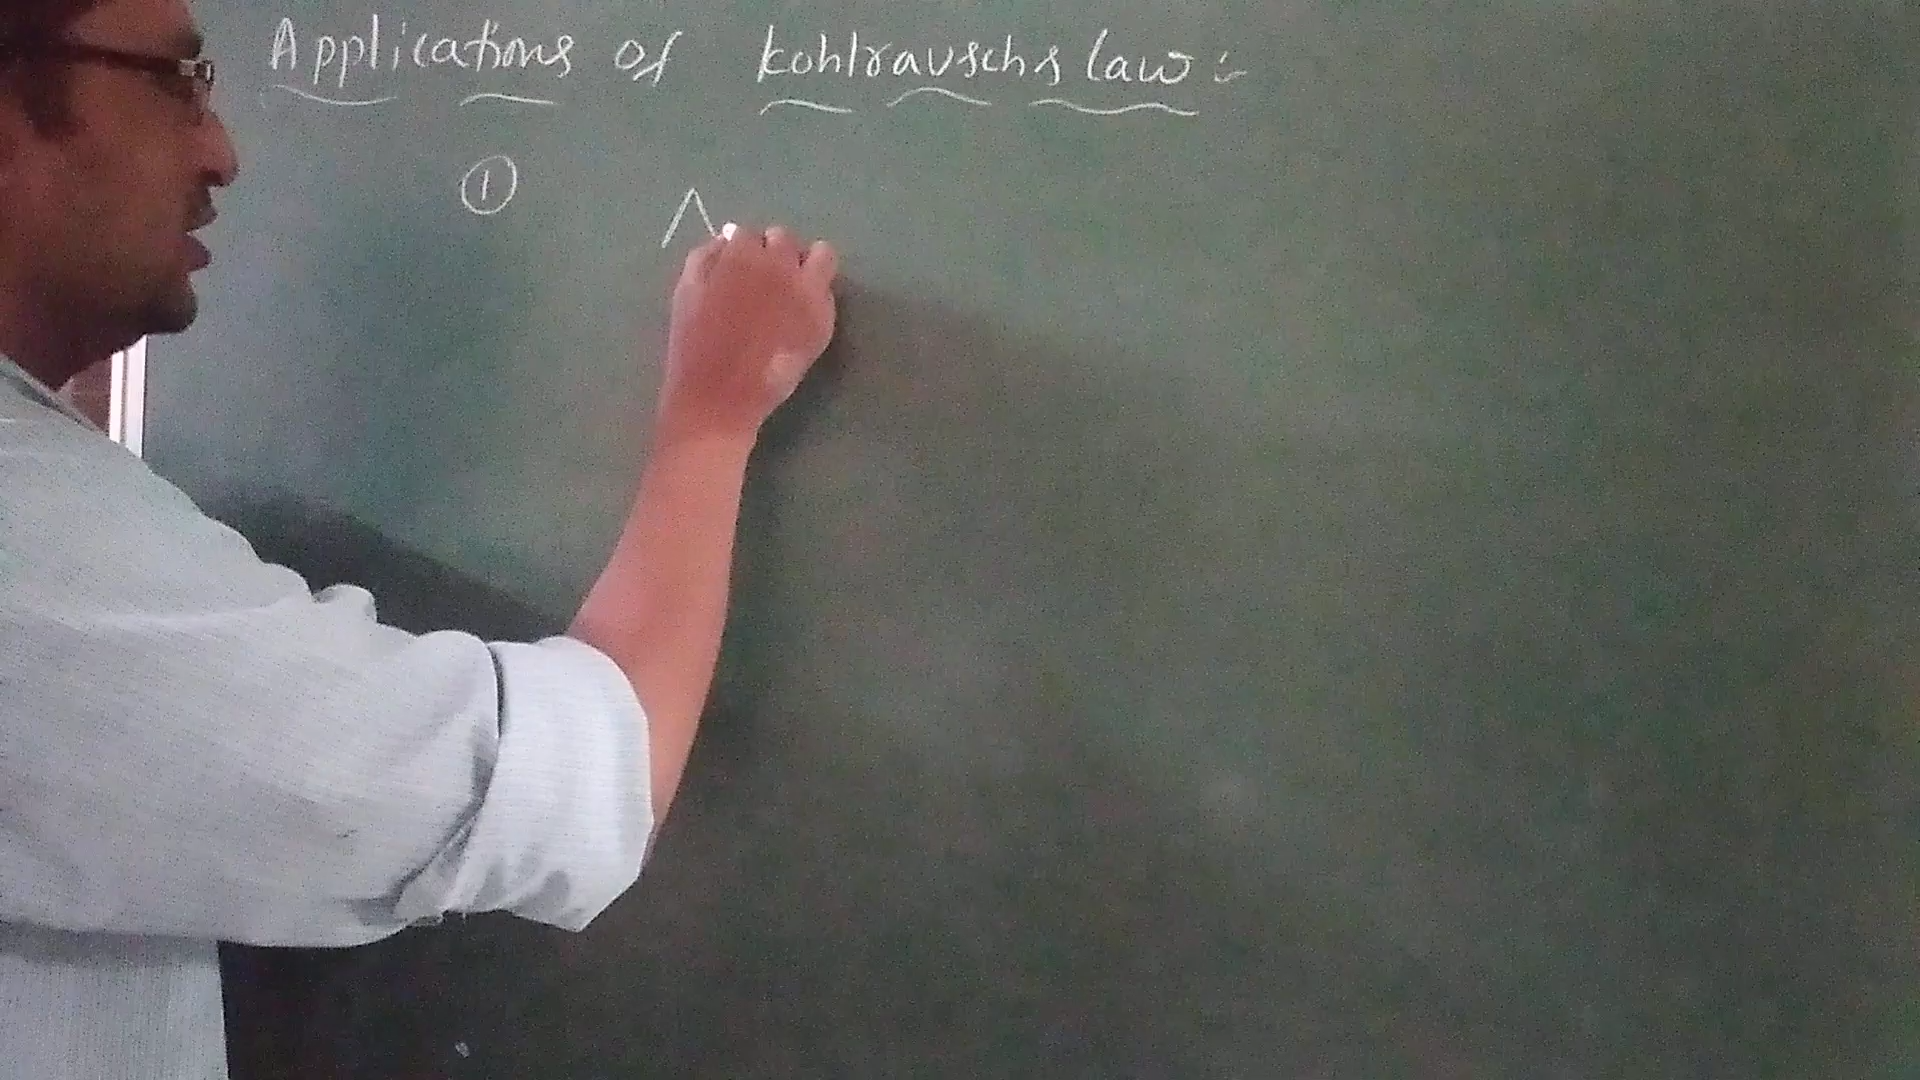 Applications of kohlrauschs law :-
①
Λ